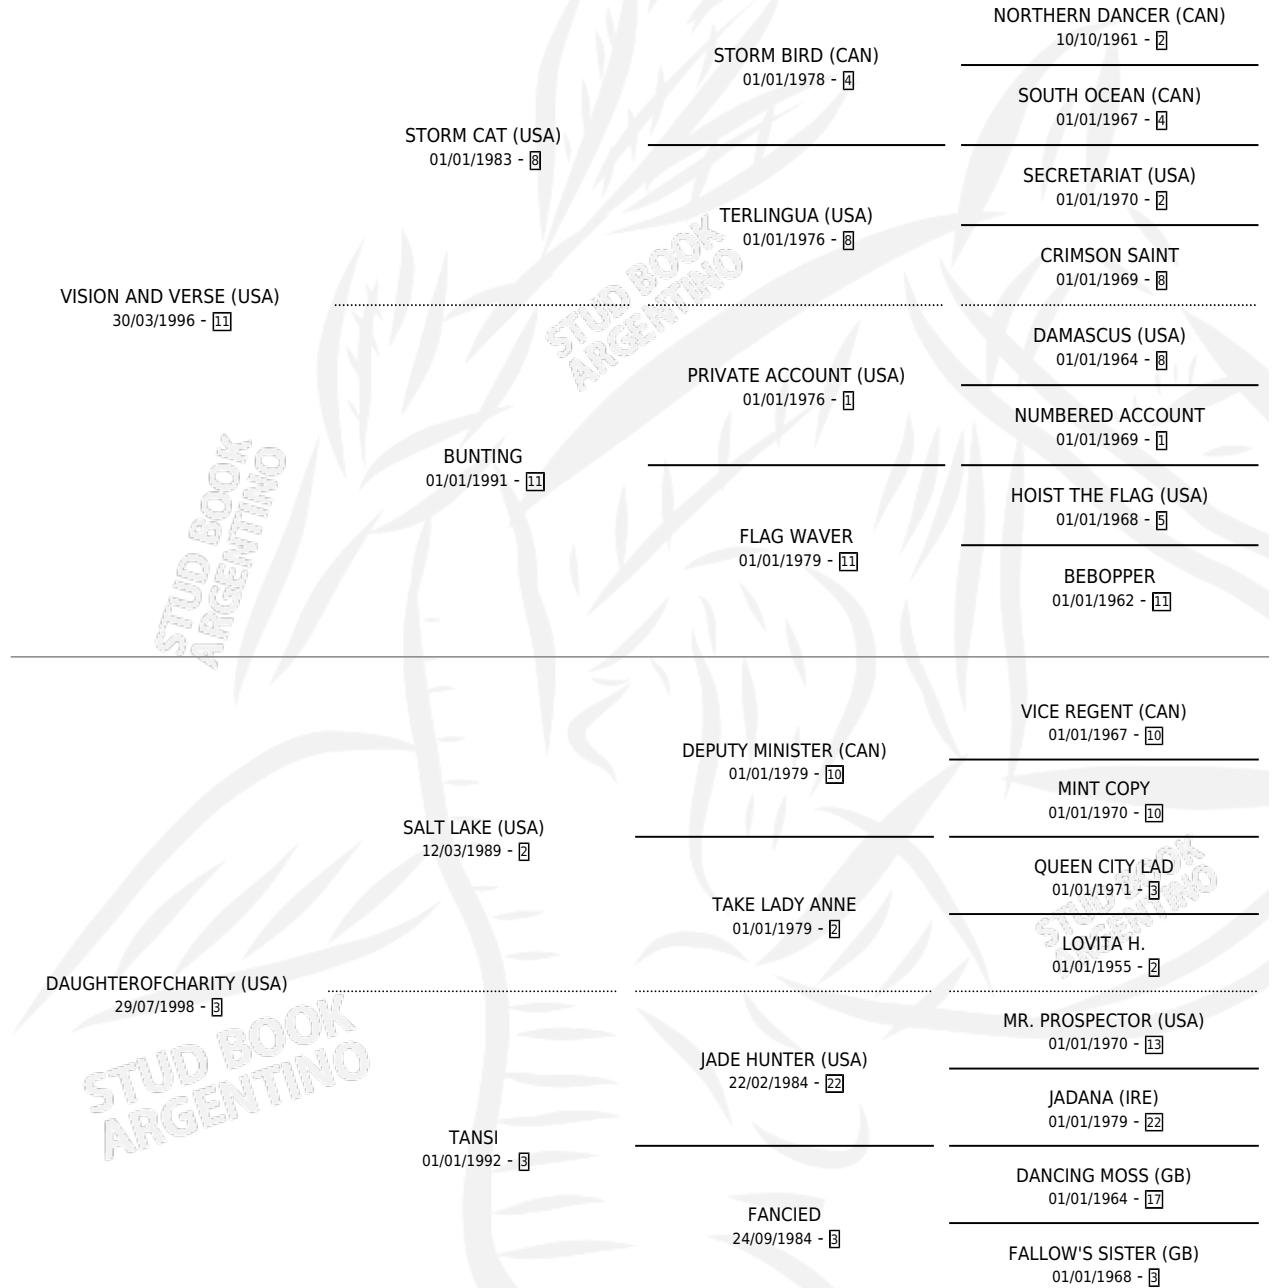 NORTHERN DANCER (CAN)
10/10/1961 - 2
STORM BIRD (CAN)
01/01/1978 - 4
SOUTH OCEAN (CAN)
01/01/1967 - 4
STORM CAT (USA)
01/01/1983 - 8
SECRETARIAT (USA)
01/01/1970 - 2
TERLINGUA (USA)
01/01/1976 - 8
CRIMSON SAINT
01/01/1969 - 8
VISION AND VERSE (USA)
30/03/1996 - 11
DAMASCUS (USA)
01/01/1964 - 8
PRIVATE ACCOUNT (USA)
01/01/1976 - 1
NUMBERED ACCOUNT
01/01/1969 - 1
BUNTING
01/01/1991 - 11
HOIST THE FLAG (USA)
01/01/1968 - 5
FLAG WAVER
01/01/1979 - 11
BEBOPPER
01/01/1962 - 11
VICE REGENT (CAN)
01/01/1967 - 10
DEPUTY MINISTER (CAN)
01/01/1979 - 10
MINT COPY
01/01/1970 - 10
SALT LAKE (USA)
12/03/1989 - 2
QUEEN CITY LAD
01/01/1971 - 3
TAKE LADY ANNE
01/01/1979 - 2
LOVITA H.
01/01/1955 - 2
DAUGHTEROFCHARITY (USA)
29/07/1998 - 3
MR. PROSPECTOR (USA)
01/01/1970 - 13
JADE HUNTER (USA)
22/02/1984 - 22
JADANA (IRE)
01/01/1979 - 22
TANSI
01/01/1992 - 3
DANCING MOSS (GB)
01/01/1964 - 17
FANCIED
24/09/1984 - 3
FALLOW'S SISTER (GB)
01/01/1968 - 3
STUD BOOK
ARGENTINO
STUD BOOK
ARGENTINO
STUD BOOK
ARGENTINO
STUD BOOK
ARGENTINO